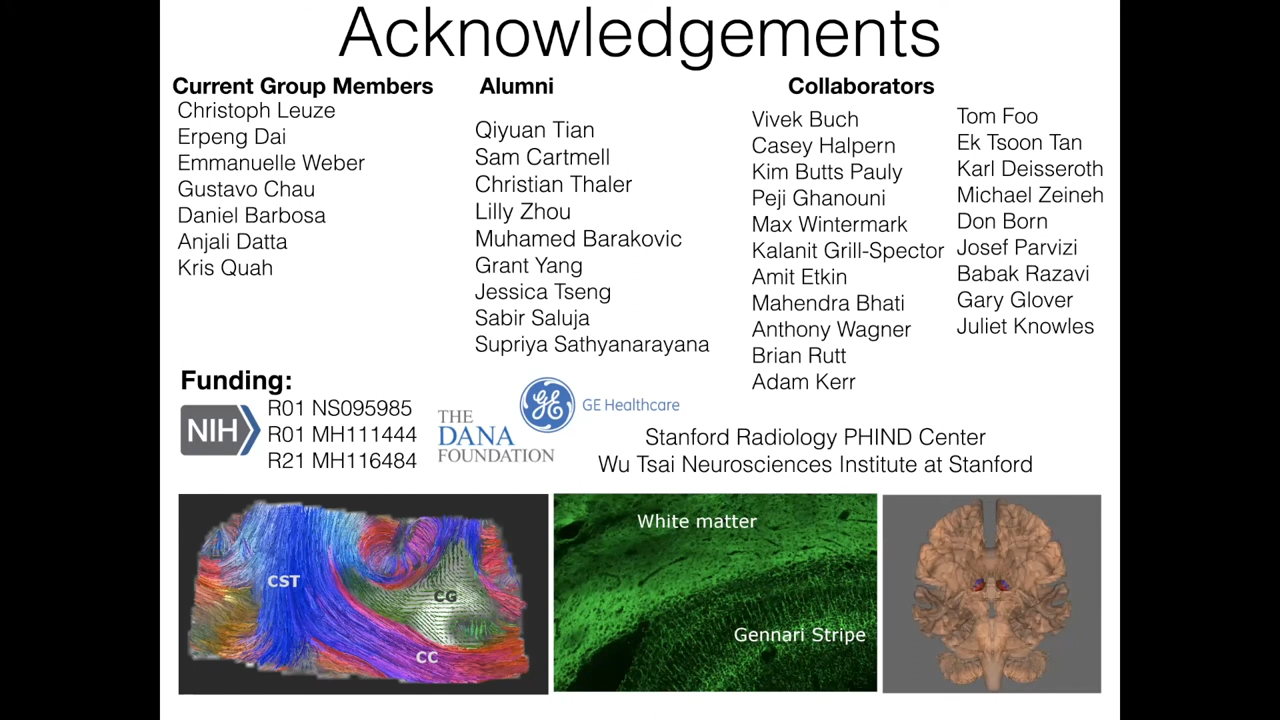 Acknowledgements
Current Group Members
Christoph Leuze
Erpeng Dai
Emmanuelle Weber
Gustavo Chau
Daniel Barbosa
Anjali Datta
Kris Quah
Alumni
Qiyuan Tian
Sam Cartmell
Christian Thaler
Lilly Zhou
Muhamed Barakovic
Grant Yang
Jessica Tseng
Sabir Saluja
Supriya Sathyanarayana
Collaborators
Vivek Buch
Casey Halpern
Kim Butts Pauly
Peji Ghanouni
Max Wintermark
Kalanit Grill-Spector
Amit Etkin
Mahendra Bhati
Anthony Wagner
Brian Rutt
Adam Kerr
Tom Foo
Ek Tsoon Tan
Karl Deisseroth
Michael Zeineh
Don Born
Josef Parvizi
Babak Razavi
Gary Glover
Juliet Knowles
Funding:
NIH
R01 NS095985
R01 MH111444
R21 MH116484
THE
DANA
FOUNDATION
GE
GE Healthcare
Stanford Radiology PHIND Center
Wu Tsai Neurosciences Institute at Stanford
CST
CG
CC
White matter
Gennari Stripe